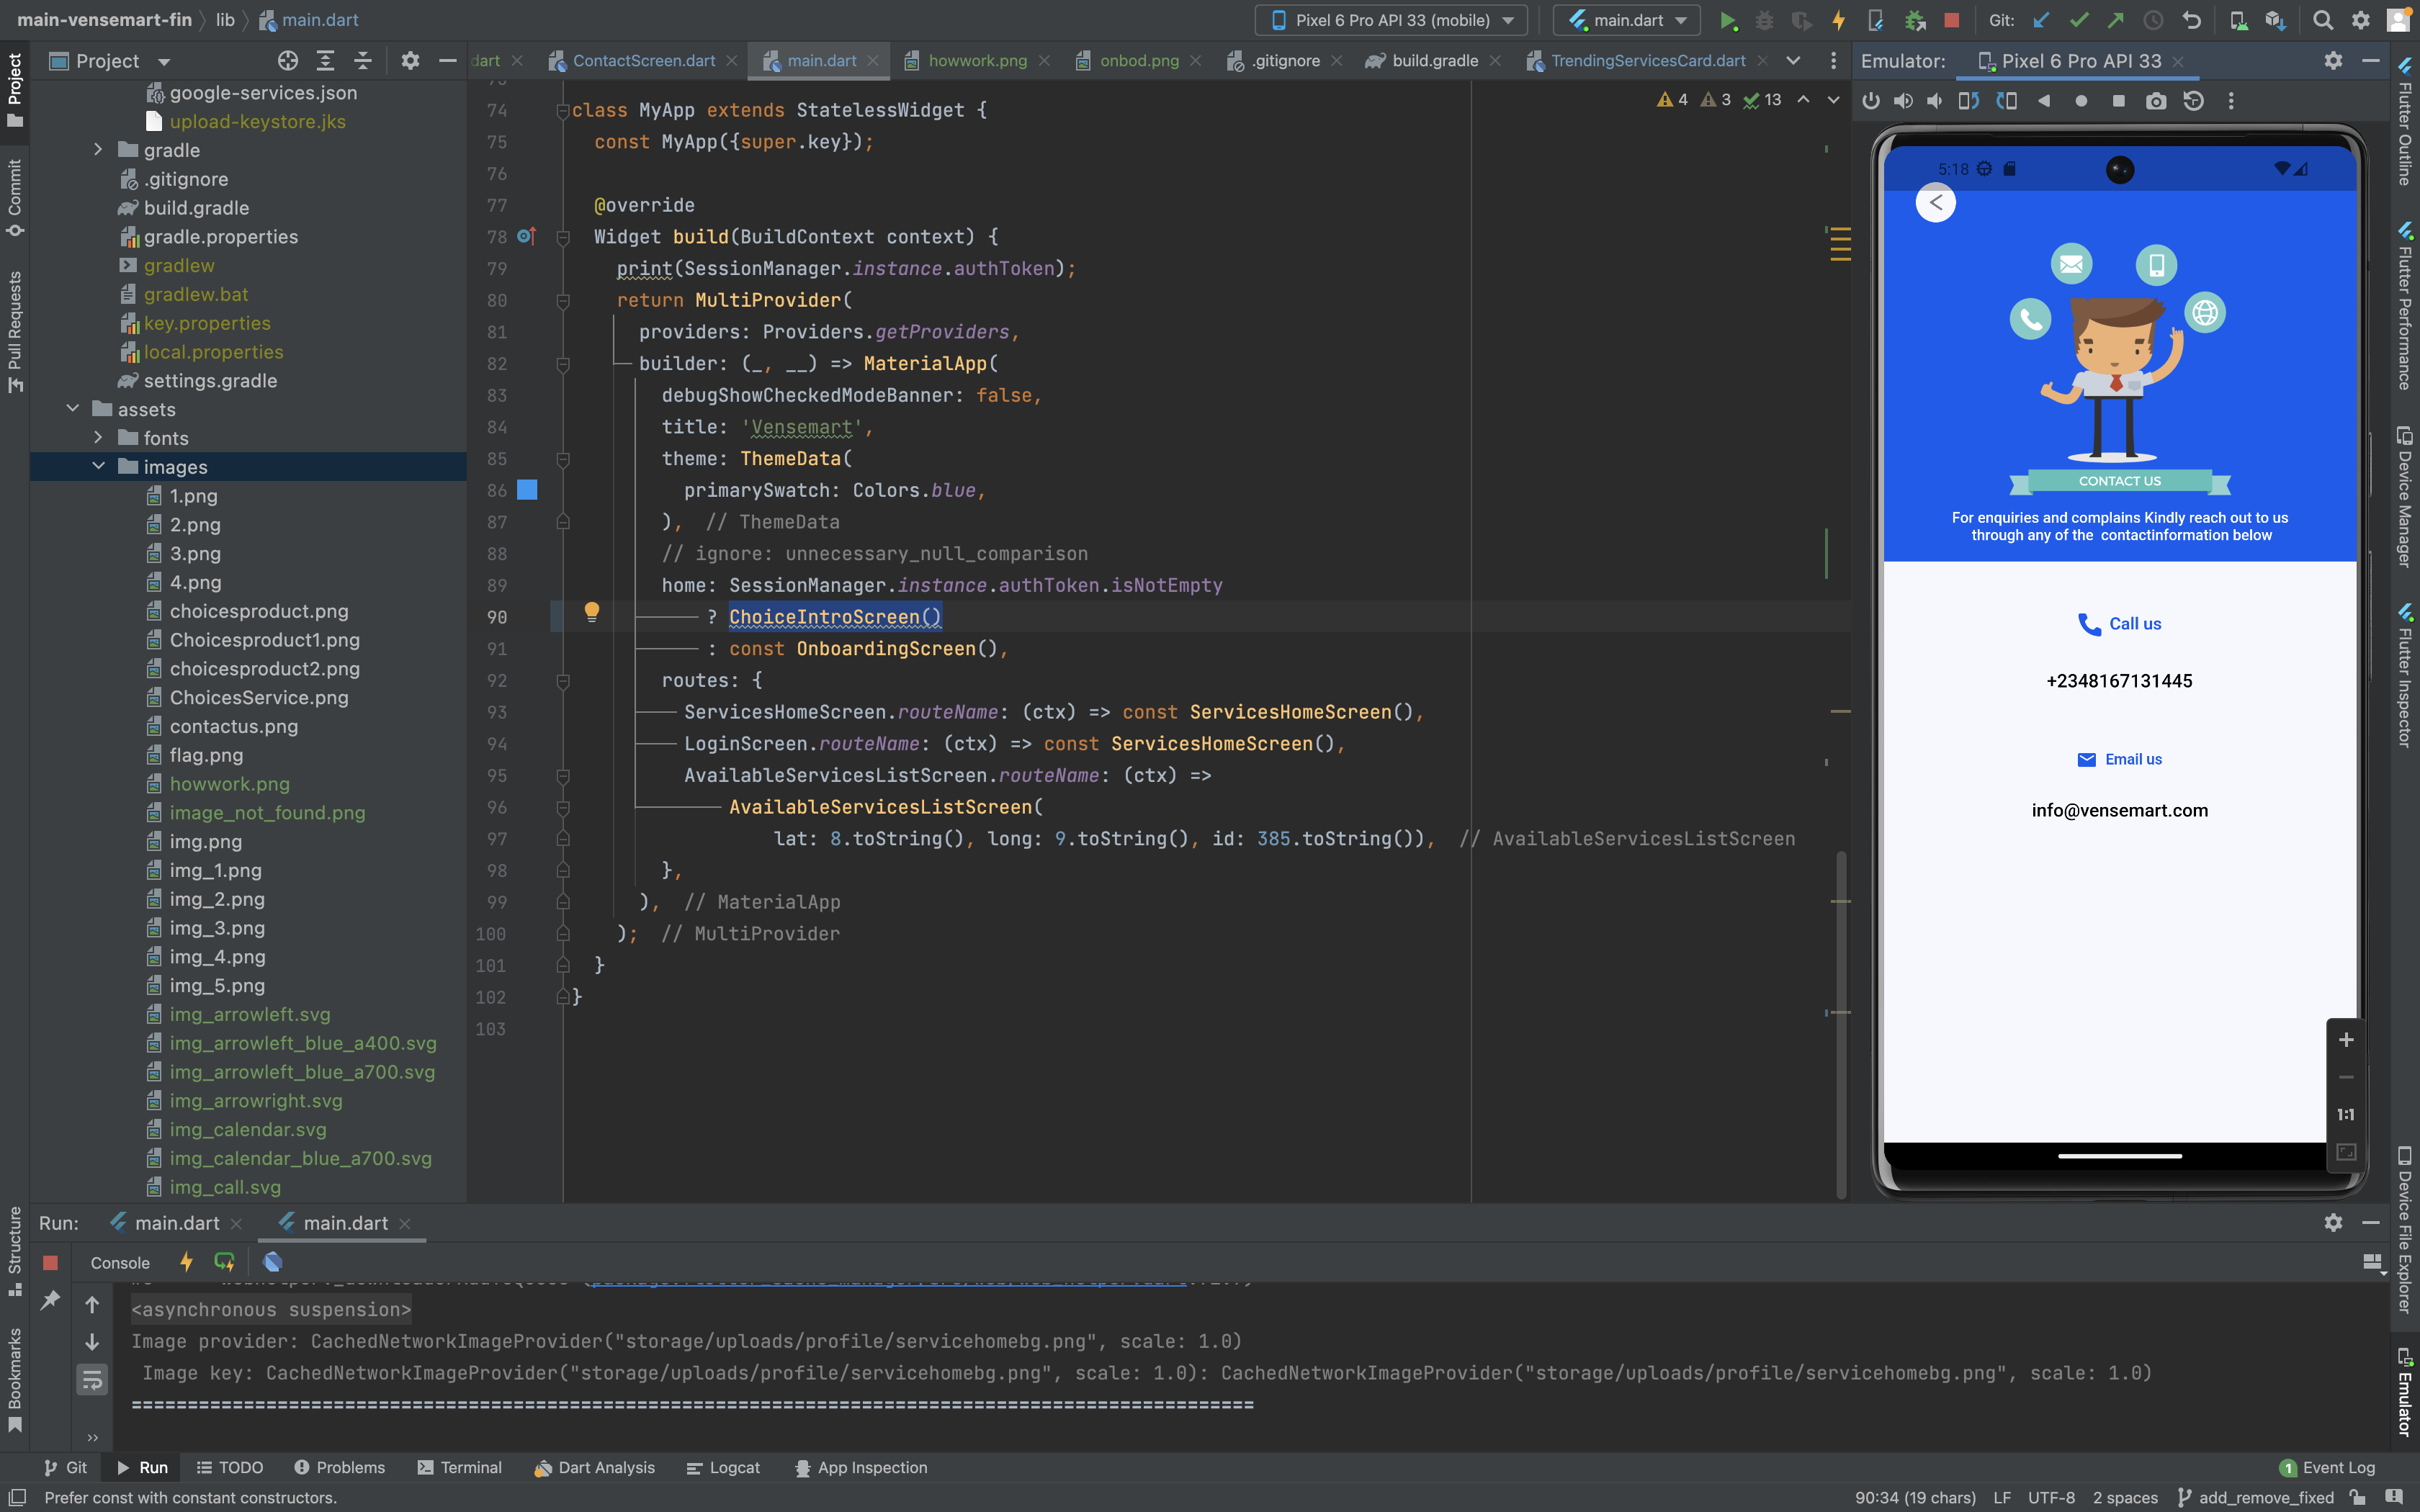 main-vensemart-fin
lib
main.dart
Pixel 6 Pro API 33 (mobile)
main.dart
Git:
Project
dart
ContactScreen.dart
main.dart
howwork.png
onbod.png
.gitignore
build.gradle
TrendingServicesCard.dart
Emulator:
Pixel 6 Pro API 33
Project
Commit
Pull Requests
Structure
Bookmarks
google-services.json
upload-keystore.jks
gradle
.gitignore
build.gradle
gradle.properties
gradlew
gradlew.bat
key.properties
local.properties
settings.gradle
assets
fonts
images
1.png
2.png
3.png
4.png
choicesproduct.png
Choicesproduct1.png
choicesproduct2.png
ChoicesService.png
contactus.png
flag.png
howwork.png
image_not_found.png
img.png
img_1.png
img_2.png
img_3.png
img_4.png
img_5.png
img_arrowleft.svg
img_arrowleft_blue_a400.svg
img_arrowleft_blue_a700.svg
img_arrowright.svg
img_calendar.svg
img_calendar_blue_a700.svg
img_call.svg
4 3 13
74 class MyApp extends StatelessWidget {
75 const MyApp({super.key});
76
77 @override
78 Widget build(BuildContext context) {
79 print(SessionManager.instance.authToken);
80 return MultiProvider(
81 providers: Providers.getProviders,
82 builder: (_, __) => MaterialApp(
83 debugShowCheckedModeBanner: false,
84 title: 'Vensemart',
85 theme: ThemeData(
86 primarySwatch: Colors.blue,
87 ), // ThemeData
88 // ignore: unnecessary_null_comparison
89 home: SessionManager.instance.authToken.isNotEmpty
90 ? ChoiceIntroScreen()
91 : const OnboardingScreen(),
92 routes: {
93 ServicesHomeScreen.routeName: (ctx) => const ServicesHomeScreen(),
94 LoginScreen.routeName: (ctx) => const ServicesHomeScreen(),
95 AvailableServicesListScreen.routeName: (ctx) =>
96 AvailableServicesListScreen(
97 lat: 8.toString(), long: 9.toString(), id: 385.toString()), // AvailableServicesListScreen
98 },
99 ), // MaterialApp
100 ); // MultiProvider
101 }
102 }
103
5:18
CONTACT US
For enquiries and complains Kindly reach out to us
through any of the contactinformation below
Call us
+2348167131445
Email us
info@vensemart.com
1:1
Flutter Outline
Flutter Performance
Device Manager
Flutter Inspector
Device File Explorer
Emulator
Run:
main.dart
main.dart
Console
<asynchronous suspension>
Image provider: CachedNetworkImageProvider("storage/uploads/profile/servicehomebg.png", scale: 1.0)
Image key: CachedNetworkImageProvider("storage/uploads/profile/servicehomebg.png", scale: 1.0): CachedNetworkImageProvider("storage/uploads/profile/servicehomebg.png", scale: 1.0)
====================================================================================================
Git
Run
TODO
Problems
Terminal
Dart Analysis
Logcat
App Inspection
1 Event Log
Prefer const with constant constructors.
90:34 (19 chars)
LF
UTF-8
2 spaces
add_remove_fixed